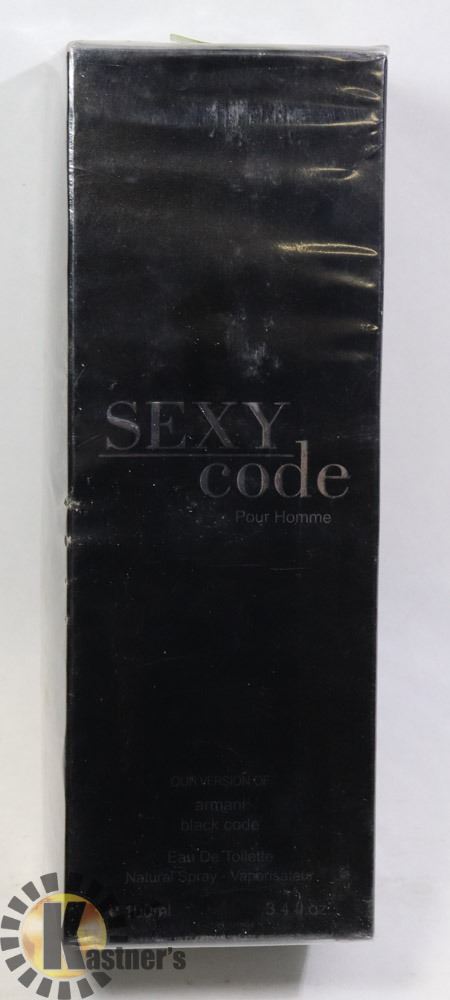 SEXY
code
Pour Homme
OUR VERSION OF
armani
black code
Eau De Toilette
Natural Spray - Vaporisateur
e 100ml 3.4 fl.oz
Kastner's